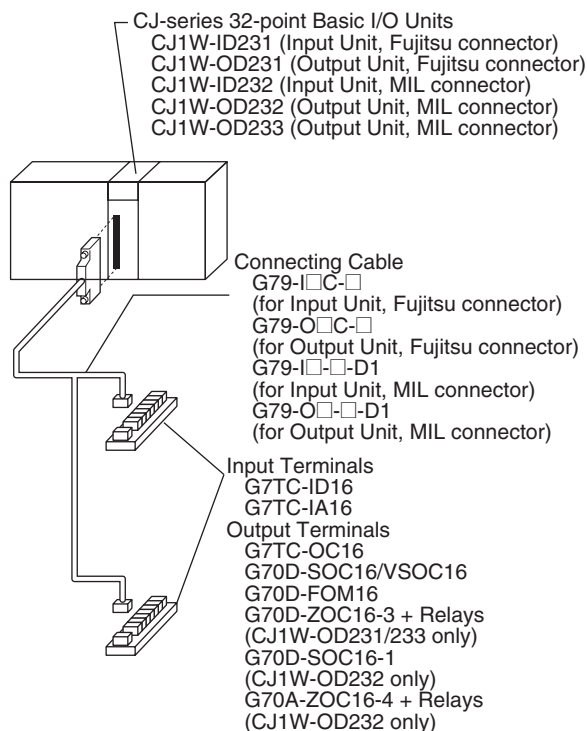 CJ-series 32-point Basic I/O Units
CJ1W-ID231 (Input Unit, Fujitsu connector)
CJ1W-OD231 (Output Unit, Fujitsu connector)
CJ1W-ID232 (Input Unit, MIL connector)
CJ1W-OD232 (Output Unit, MIL connector)
CJ1W-OD233 (Output Unit, MIL connector)
Connecting Cable
G79-I□C-□
(for Input Unit, Fujitsu connector)
G79-O□C-□
(for Output Unit, Fujitsu connector)
G79-I□-□-D1
(for Input Unit, MIL connector)
G79-O□-□-D1
(for Output Unit, MIL connector)
Input Terminals
G7TC-ID16
G7TC-IA16
Output Terminals
G7TC-OC16
G70D-SOC16/VSOC16
G70D-FOM16
G70D-ZOC16-3 + Relays
(CJ1W-OD231/233 only)
G70D-SOC16-1
(CJ1W-OD232 only)
G70A-ZOC16-4 + Relays
(CJ1W-OD232 only)